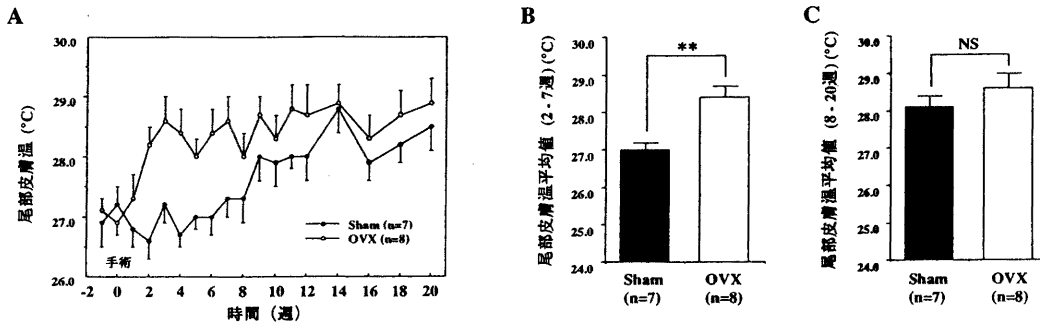 A
尾部皮膚温 (°C)
30.0
29.0
28.0
27.0
26.0
手術
Sham (n=7)
OVX (n=8)
-2 0 2 4 6 8 10 12 14 16 18 20
時間 (週)
B
尾部皮膚温平均値 (2 - 7週) (°C)
30.0
29.0
28.0
27.0
26.0
25.0
24.0
**
Sham OVX
(n=7) (n=8)
C
尾部皮膚温平均値 (8 - 20週) (°C)
30.0
29.0
28.0
27.0
26.0
25.0
24.0
NS
Sham OVX
(n=7) (n=8)